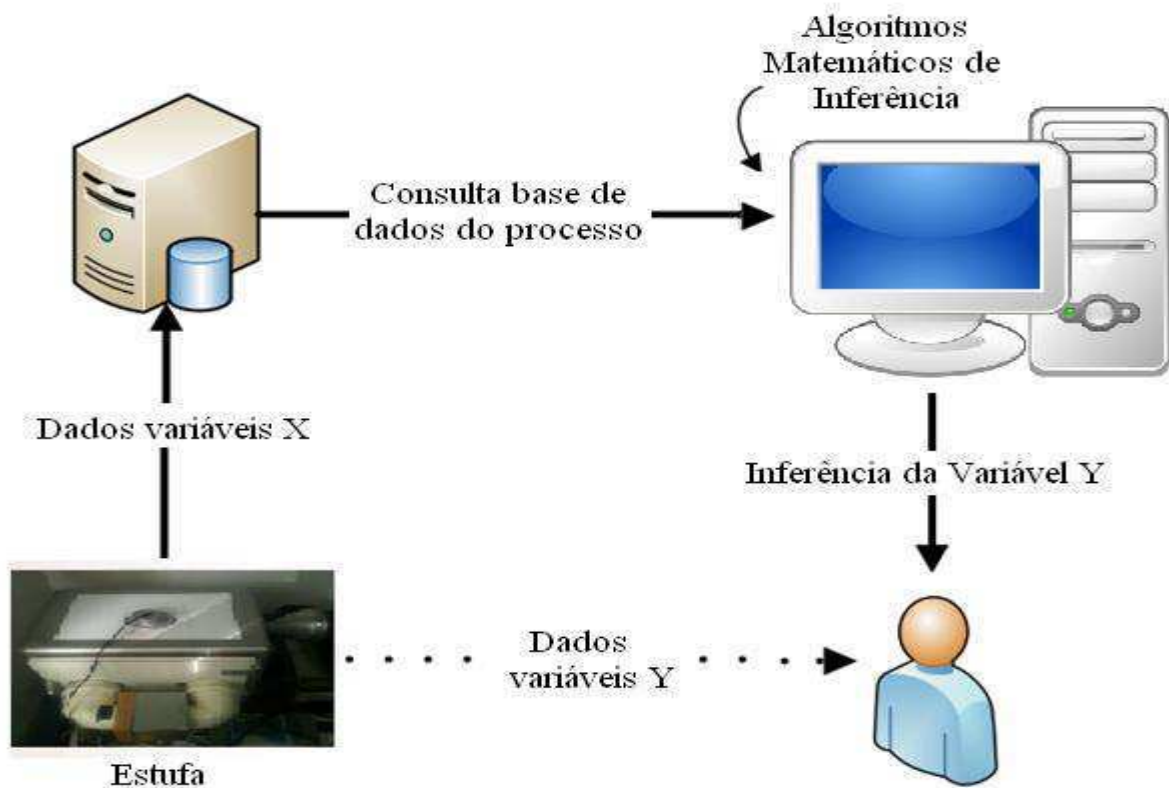 Algoritmos
Matemáticos de
Inferência
Consulta base de
dados do processo
Dados variáveis X
Inferência da Variável Y
Dados
variáveis Y
Estufa